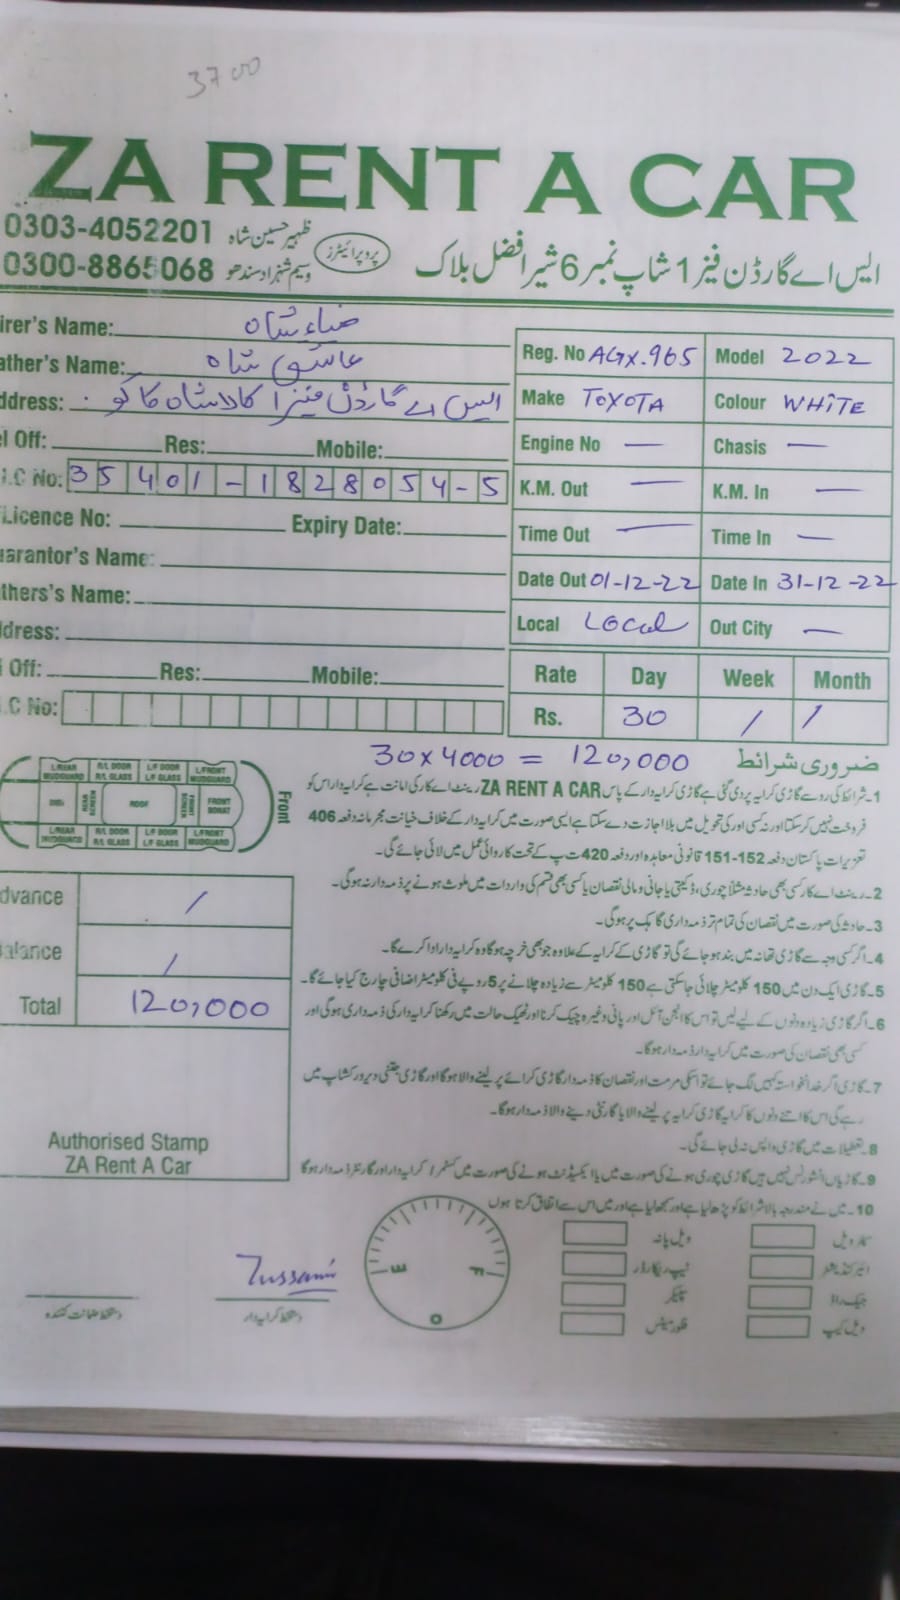 3700
ZA RENT A CAR
0303-4052201 ظہیر حسین شاہ
0300-8865068 وسیم شہزاد سندھو
پروپرائیٹرز
ایس اے گارڈن فیز 1 شاپ نمبر 6 شیر افضل بلاک
irer's Name: ضیاء شاہ
ather's Name: عاشق شاہ
ddress: ایس اے گارڈن فیز 1 کالا شاہ کاکو
l Off: Res: Mobile:
.C No: 35401-1828054-5
Licence No: Expiry Date:
uarantor's Name:
thers's Name:
ddress:
Off: Res: Mobile:
.C No:
Reg. No AGX.965 Model 2022
Make TOYOTA Colour WHITE
Engine No — Chasis —
K.M. Out — K.M. In —
Time Out — Time In —
Date Out 01-12-22 Date In 31-12-22
Local Local Out City —
Rate Day Week Month
Rs. 30 / /
30 x 4000 = 120,000
ضروری شرائط
1۔ شرائط کی رو سے گاڑی کرایہ پر دی گئی ہے گاڑی کرایہ دار کے پاس ZA RENT A CAR رینٹ اے کار کی امانت ہے کرایہ دار اس کو
فروخت نہیں کر سکتا اور نہ کسی اور کی تحویل میں بلا اجازت دے سکتا ہے ایسی صورت میں کرایہ دار کے خلاف خیانت مجرمانہ دفعہ 406
تعزیرات پاکستان دفعہ 152-151 قانونی معاہدہ اور دفعہ 420 ت پ کے تحت کاروائی عمل میں لائی جائے گی۔
2۔ رینٹ اے کار کسی بھی حادثہ مثلاً چوری، ڈکیتی یا جانی و مالی نقصان یا کسی بھی قسم کی واردات میں ملوث ہونے پر ذمہ دار نہ ہوگی۔
3۔ حادثہ کی صورت میں نقصان کی تمام تر ذمہ داری گاہک پر ہوگی۔
4۔ اگر کسی وجہ سے گاڑی تھانہ میں بند ہو جائے گی تو گاڑی کے کرایہ کے علاوہ جو بھی خرچہ ہوگا وہ کرایہ دار ادا کرے گا۔
5۔ گاڑی ایک دن میں 150 کلومیٹر چلائی جا سکتی ہے 150 کلومیٹر سے زیادہ چلانے پر 5 روپے فی کلومیٹر اضافی چارج کیا جائے گا۔
6۔ اگر گاڑی زیادہ دنوں کے لیے لیں تو اس کا انجن آئل اور پانی وغیرہ چیک کرنا اور ٹھیک حالت میں رکھنا کرایہ دار کی ذمہ داری ہوگی اور
کسی بھی نقصان کی صورت میں کرایہ دار ذمہ دار ہوگا۔
7۔ گاڑی اگر خدانخواستہ کہیں لگ جائے تو اسکی مرمت اور نقصان کا ذمہ دار گاڑی کرائے پر لینے والا ہوگا اور گاڑی جتنی دیر ورکشاپ میں
رہے گی اس کا اتنے دنوں کا کرایہ گاڑی کرایہ پر لینے والا یا گارنٹی دینے والا ذمہ دار ہوگا۔
8۔ تعطیلات میں گاڑی واپس نہ لی جائے گی۔
9۔ گاڑیاں انشورنس نہیں ہیں گاڑی چوری ہونے کی صورت میں یا ایکسیڈنٹ ہونے کی صورت میں کسٹمر / کرایہ دار اور گارنٹر ذمہ دار ہوگا
10۔ میں نے مندرجہ بالا شرائط کو پڑھ لیا ہے اور سمجھ لیا ہے اور میں اس سے اتفاق کرتا ہوں
L/REAR MUDGUARD R/L DOOR R/L GLASS L/F DOOR L/F GLASS L/FRONT MUDGUARD
DIGI REAR SCREEN ROOF FRONT SCREEN FRONT BONAT
Front
dvance /
alance /
Total 120,000
Authorised Stamp
ZA Rent A Car
E F
O
دستخط ضمانت کنندہ
دستخط کرایہ دار
ویل پانہ
ٹیپ ریکارڈر ائیر کنڈیشنر
سپیکر جیک راڈ
فلور میٹس ویل کیپ